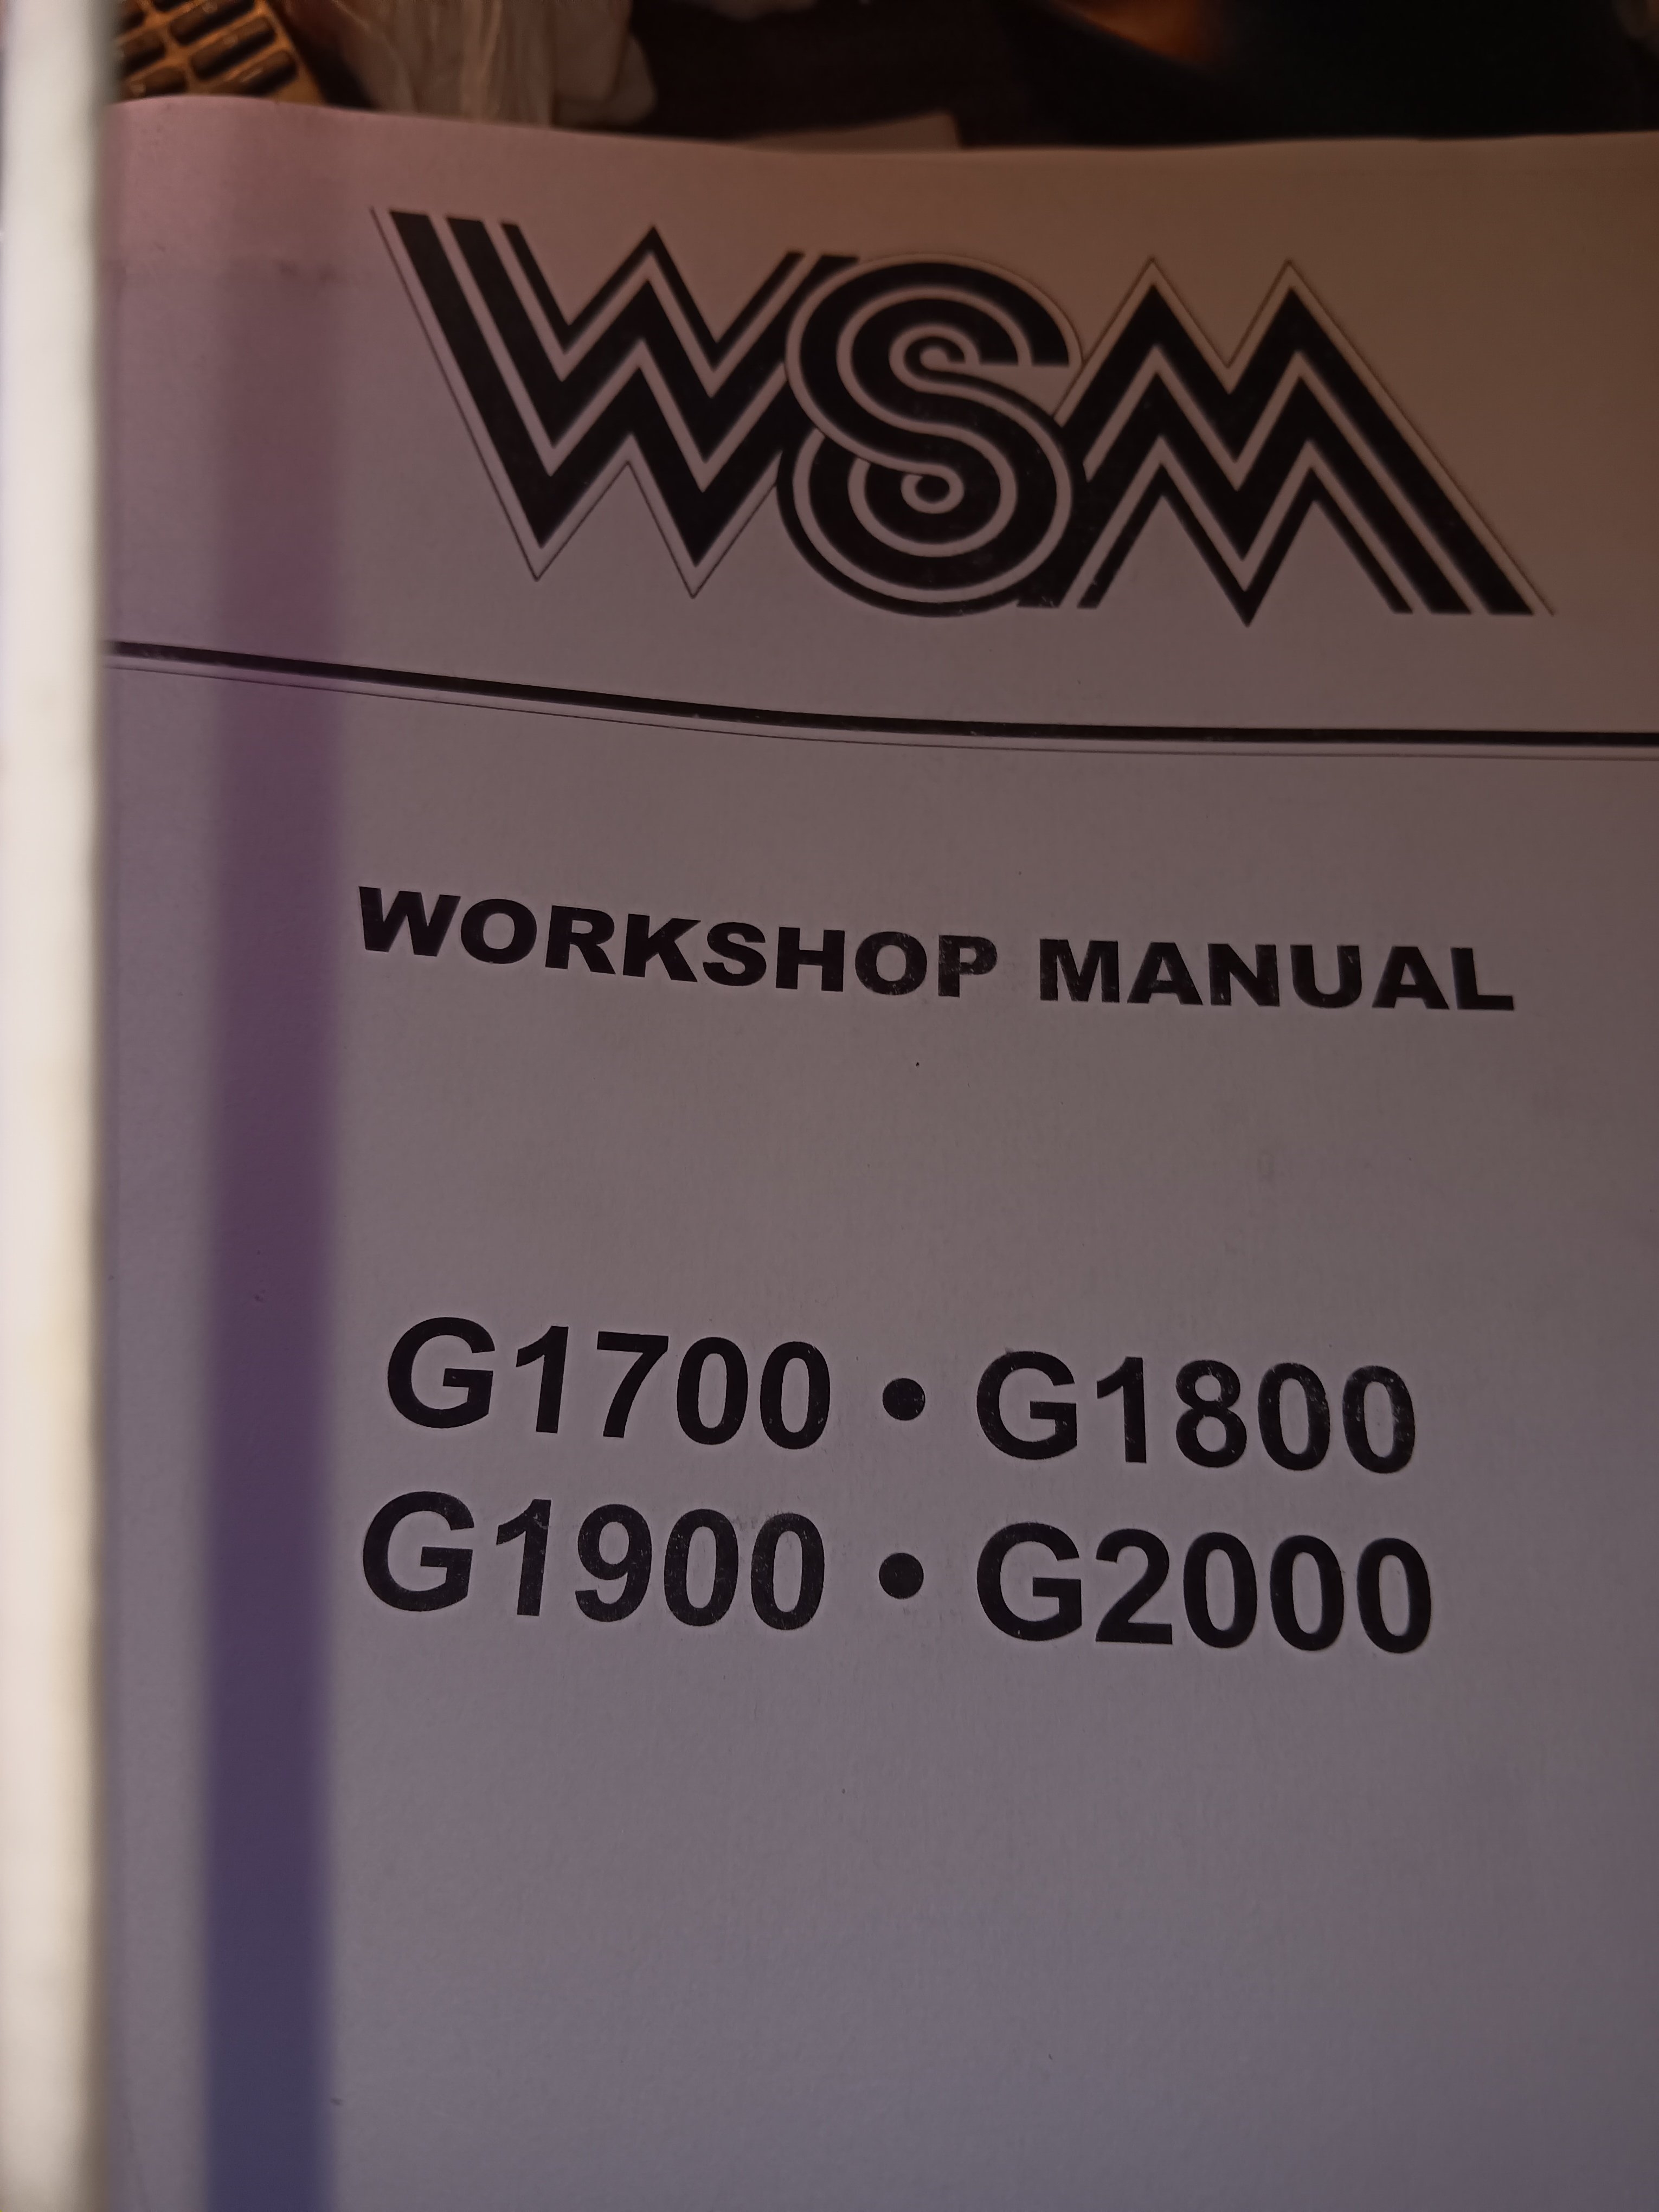 WSM
WORKSHOP MANUAL
G1700 • G1800
G1900 • G2000